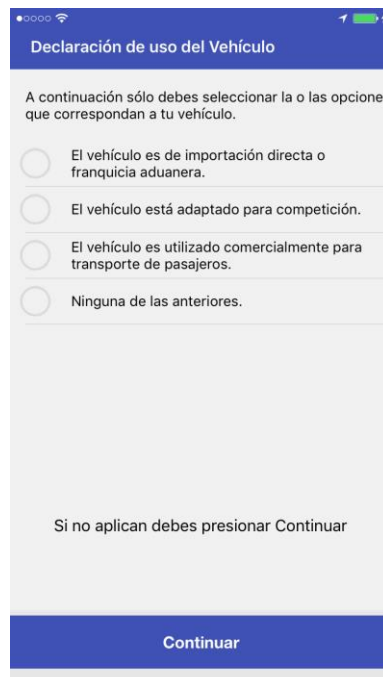 Declaración de uso del Vehículo
A continuación sólo debes seleccionar la o las opcione
que correspondan a tu vehículo.
El vehículo es de importación directa o
franquicia aduanera.
El vehículo está adaptado para competición.
El vehículo es utilizado comercialmente para
transporte de pasajeros.
Ninguna de las anteriores.
Si no aplican debes presionar Continuar
Continuar